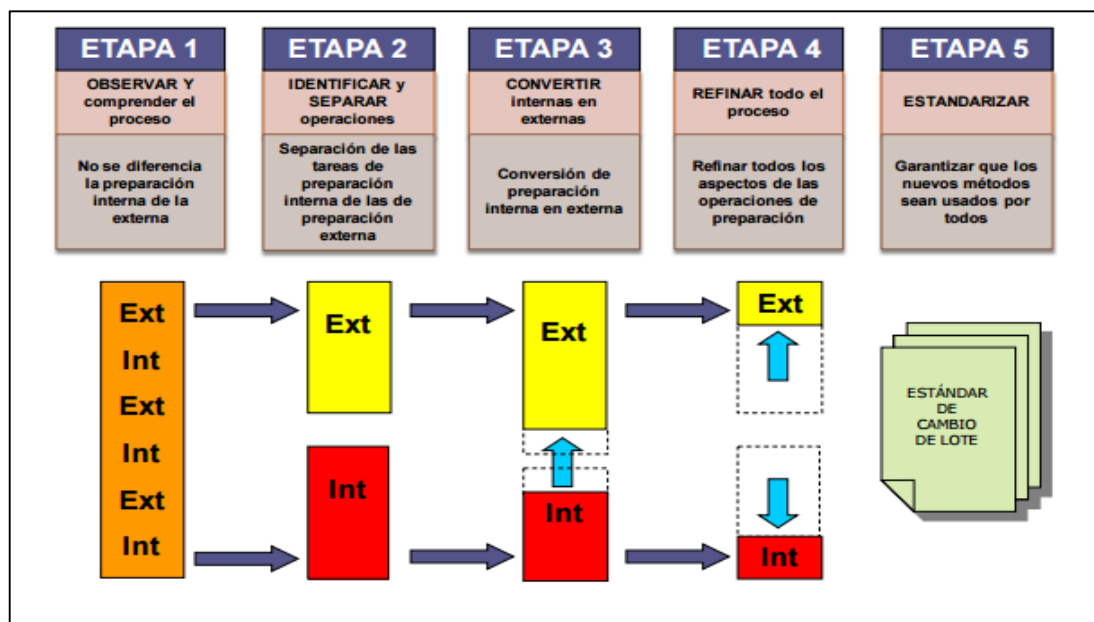 ETAPA 1
OBSERVAR Y
comprender el
proceso
No se diferencia
la preparación
interna de la
externa
ETAPA 2
IDENTIFICAR y
SEPARAR
operaciones
Separación de las
tareas de
preparación
interna de las de
preparación
externa
ETAPA 3
CONVERTIR
internas en
externas
Conversión de
preparación
interna en externa
ETAPA 4
REFINAR todo el
proceso
Refinar todos los
aspectos de las
operaciones de
preparación
ETAPA 5
ESTANDARIZAR
Garantizar que los
nuevos métodos
sean usados por
todos
Ext
Int
Ext
Int
Ext
Int
Ext
Int
Ext
Int
Ext
Int
ESTÁNDAR
DE
CAMBIO
DE LOTE